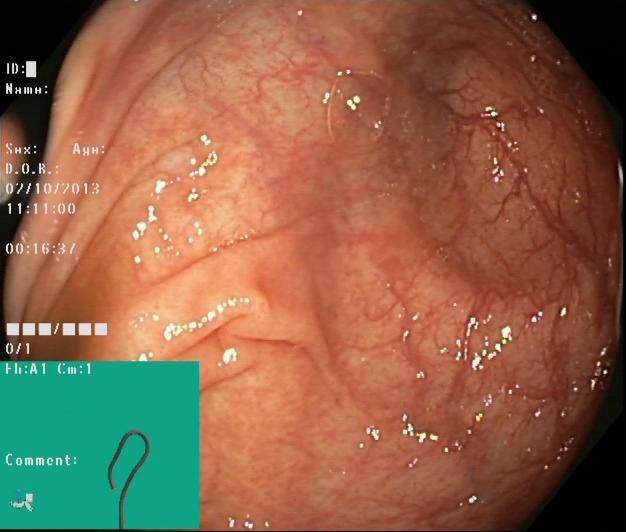 ID:
Name:
Sex: Age:
D.O.B.:
02/10/2013
11:11:00
00:16:37
/
0/1
Eh:A1 Cm:1
Comment: